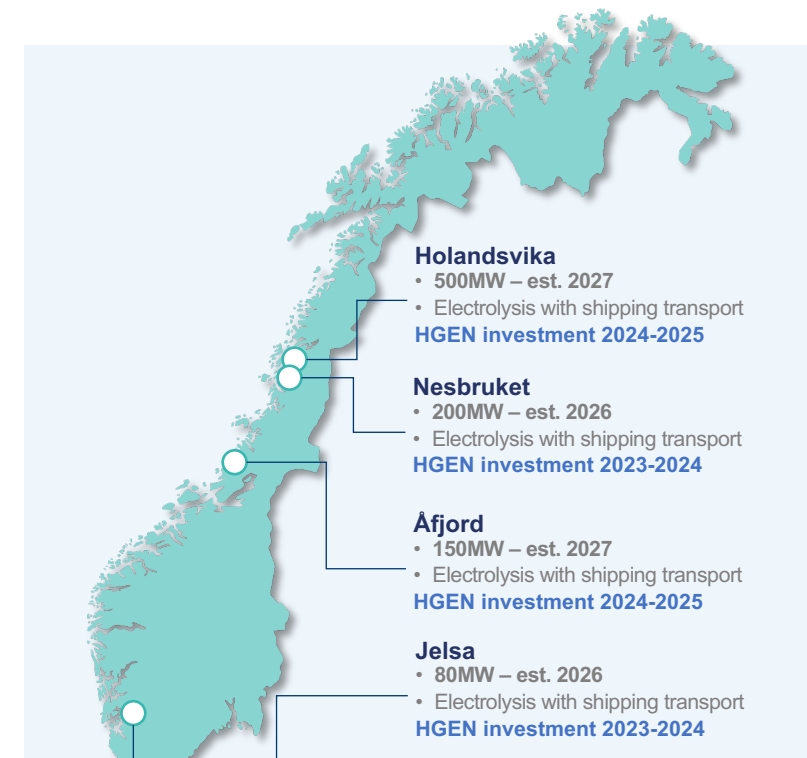 Holandsvika
• 500MW – est. 2027
• Electrolysis with shipping transport
HGEN investment 2024-2025
Nesbruket
• 200MW – est. 2026
• Electrolysis with shipping transport
HGEN investment 2023-2024
Åfjord
• 150MW – est. 2027
• Electrolysis with shipping transport
HGEN investment 2024-2025
Jelsa
• 80MW – est. 2026
• Electrolysis with shipping transport
HGEN investment 2023-2024